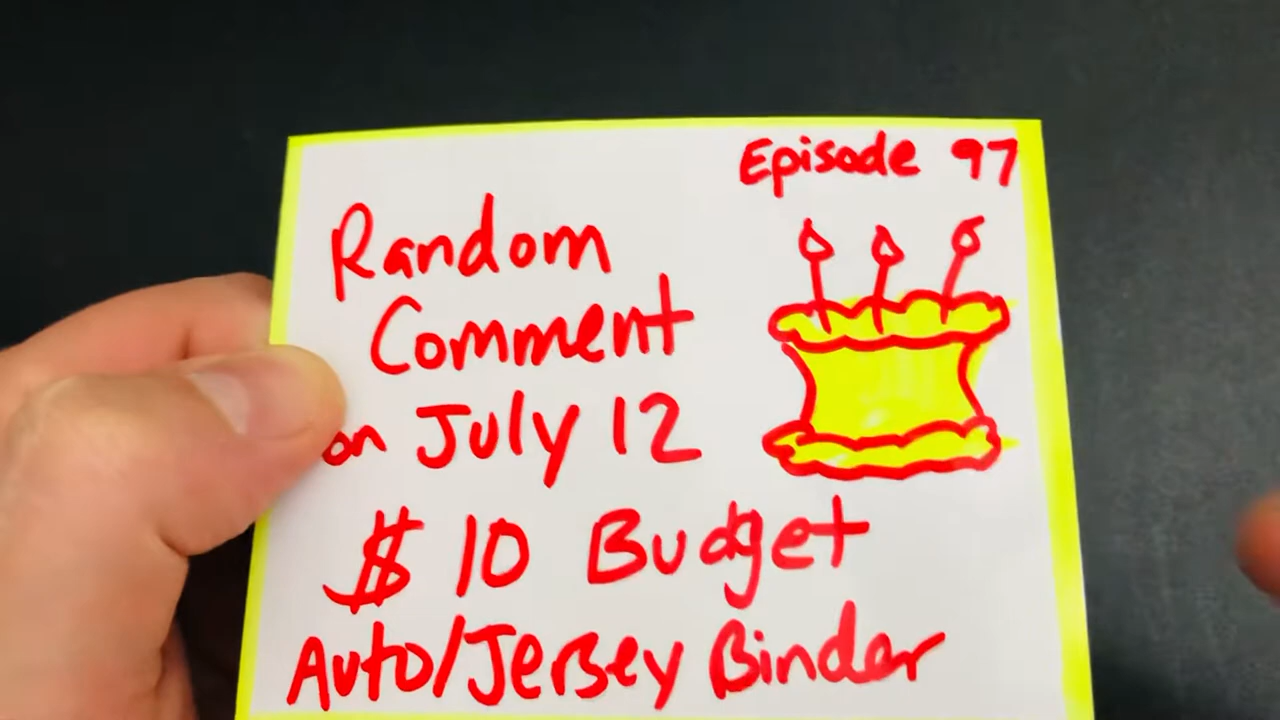 Episode 97
Random
Comment
on July 12
$10 Budget
Auto/Jersey Binder